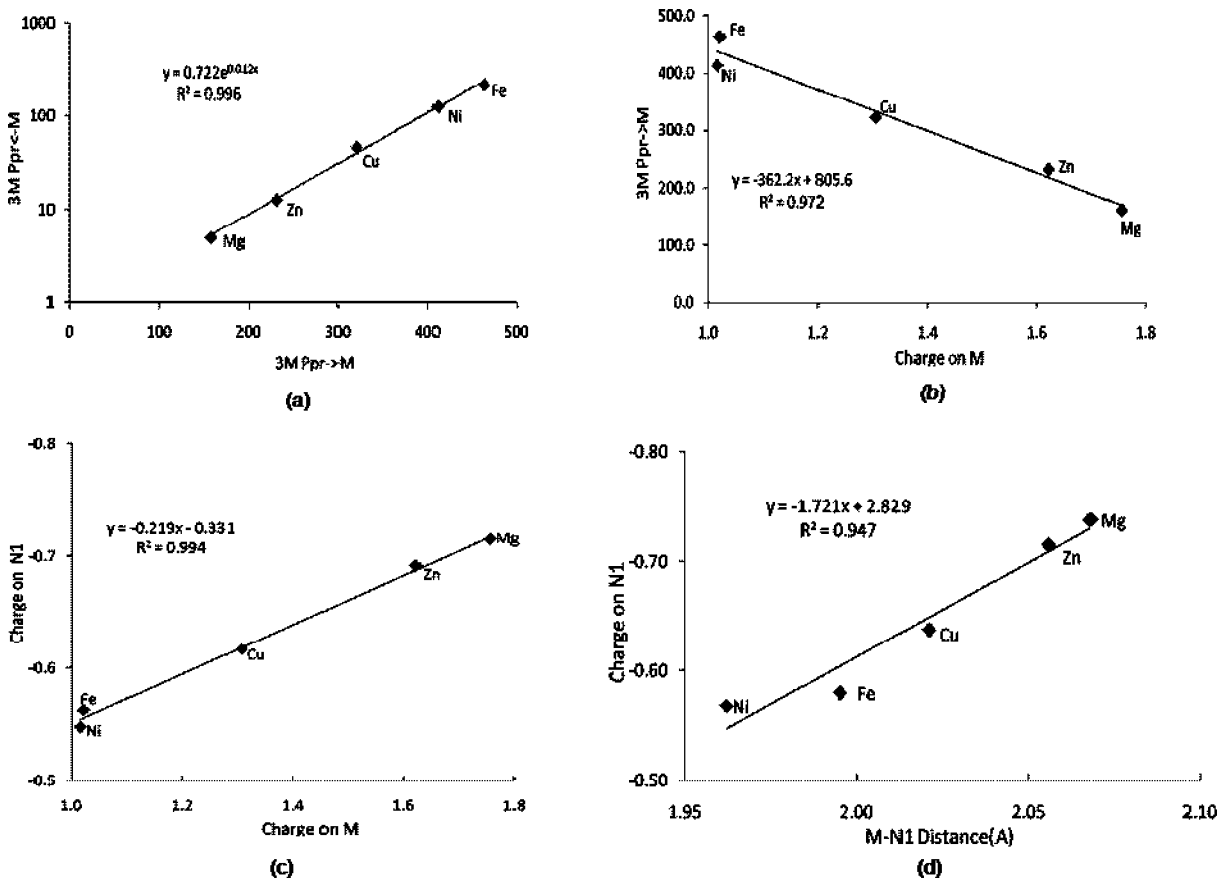 1000
100
10
1
3M Ppr<-M
y = 0.722e^0.012x
R² = 0.996
Fe
Ni
Cu
Zn
Mg
0 100 200 300 400 500
3M Ppr->M
(a)
500.0
400.0
300.0
200.0
100.0
0.0
3M Ppr->M
Fe
Ni
Cu
Zn
Mg
y = -362.2x + 805.6
R² = 0.972
1.0 1.2 1.4 1.6 1.8
Charge on M
(b)
-0.8
-0.7
-0.6
-0.5
Charge on N1
y = -0.219x - 0.331
R² = 0.994
Mg
Zn
Cu
Fe
Ni
1.0 1.2 1.4 1.6 1.8
Charge on M
(c)
-0.80
-0.70
-0.60
-0.50
Charge on N1
y = -1.721x + 2.829
R² = 0.947
Mg
Zn
Cu
Fe
Ni
1.95 2.00 2.05 2.10
M-N1 Distance(A)
(d)